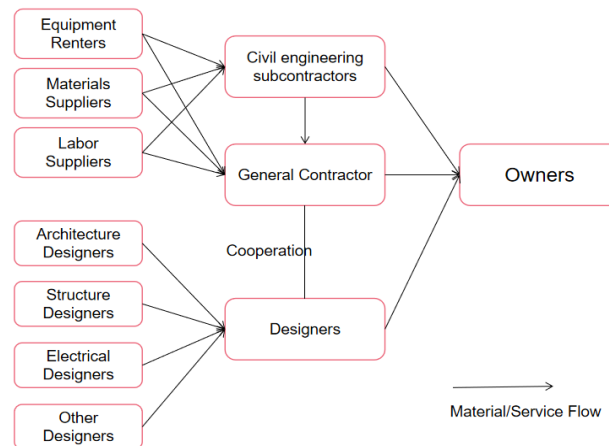 Equipment
Renters
Materials
Suppliers
Labor
Suppliers
Civil engineering
subcontractors
General Contractor
Owners
Architecture
Designers
Structure
Designers
Electrical
Designers
Other
Designers
Cooperation
Designers
Material/Service Flow